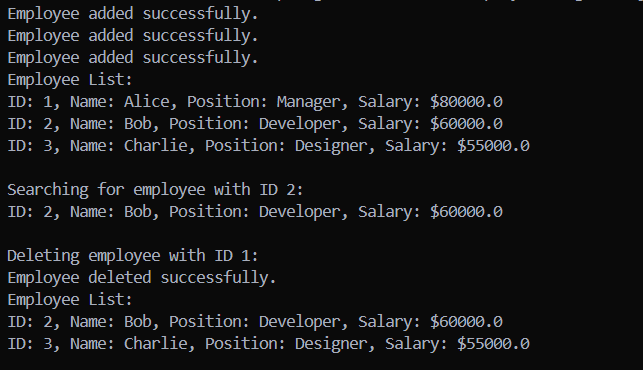 Employee added successfully.
Employee added successfully.
Employee added successfully.
Employee List:
ID: 1, Name: Alice, Position: Manager, Salary: $80000.0
ID: 2, Name: Bob, Position: Developer, Salary: $60000.0
ID: 3, Name: Charlie, Position: Designer, Salary: $55000.0
Searching for employee with ID 2:
ID: 2, Name: Bob, Position: Developer, Salary: $60000.0
Deleting employee with ID 1:
Employee deleted successfully.
Employee List:
ID: 2, Name: Bob, Position: Developer, Salary: $60000.0
ID: 3, Name: Charlie, Position: Designer, Salary: $55000.0